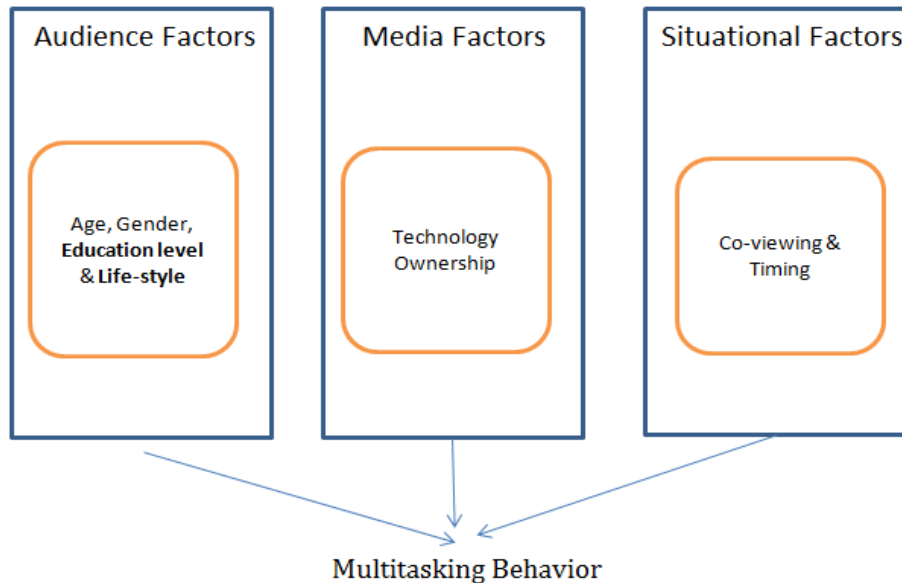 Audience Factors
Media Factors
Situational Factors
Age, Gender,
Education level
& Life-style
Technology
Ownership
Co-viewing &
Timing
Multitasking Behavior